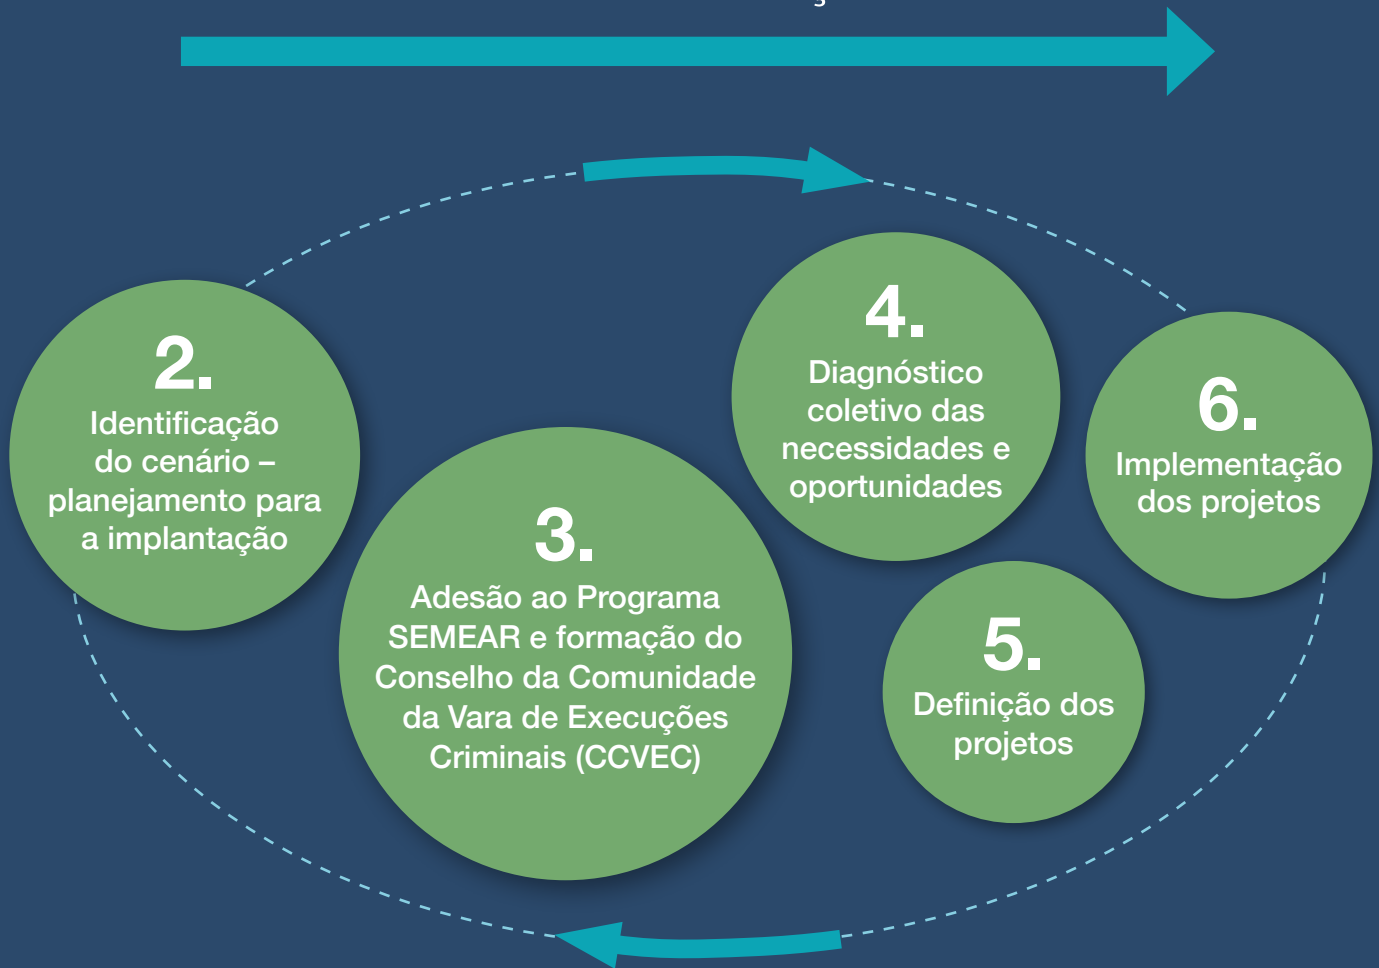 2.
Identificação
do cenário –
planejamento para
a implantação
3.
Adesão ao Programa
SEMEAR e formação do
Conselho da Comunidade
da Vara de Execuções
Criminais (CCVEC)
4.
Diagnóstico
coletivo das
necessidades e
oportunidades
5.
Definição dos
projetos
6.
Implementação
dos projetos